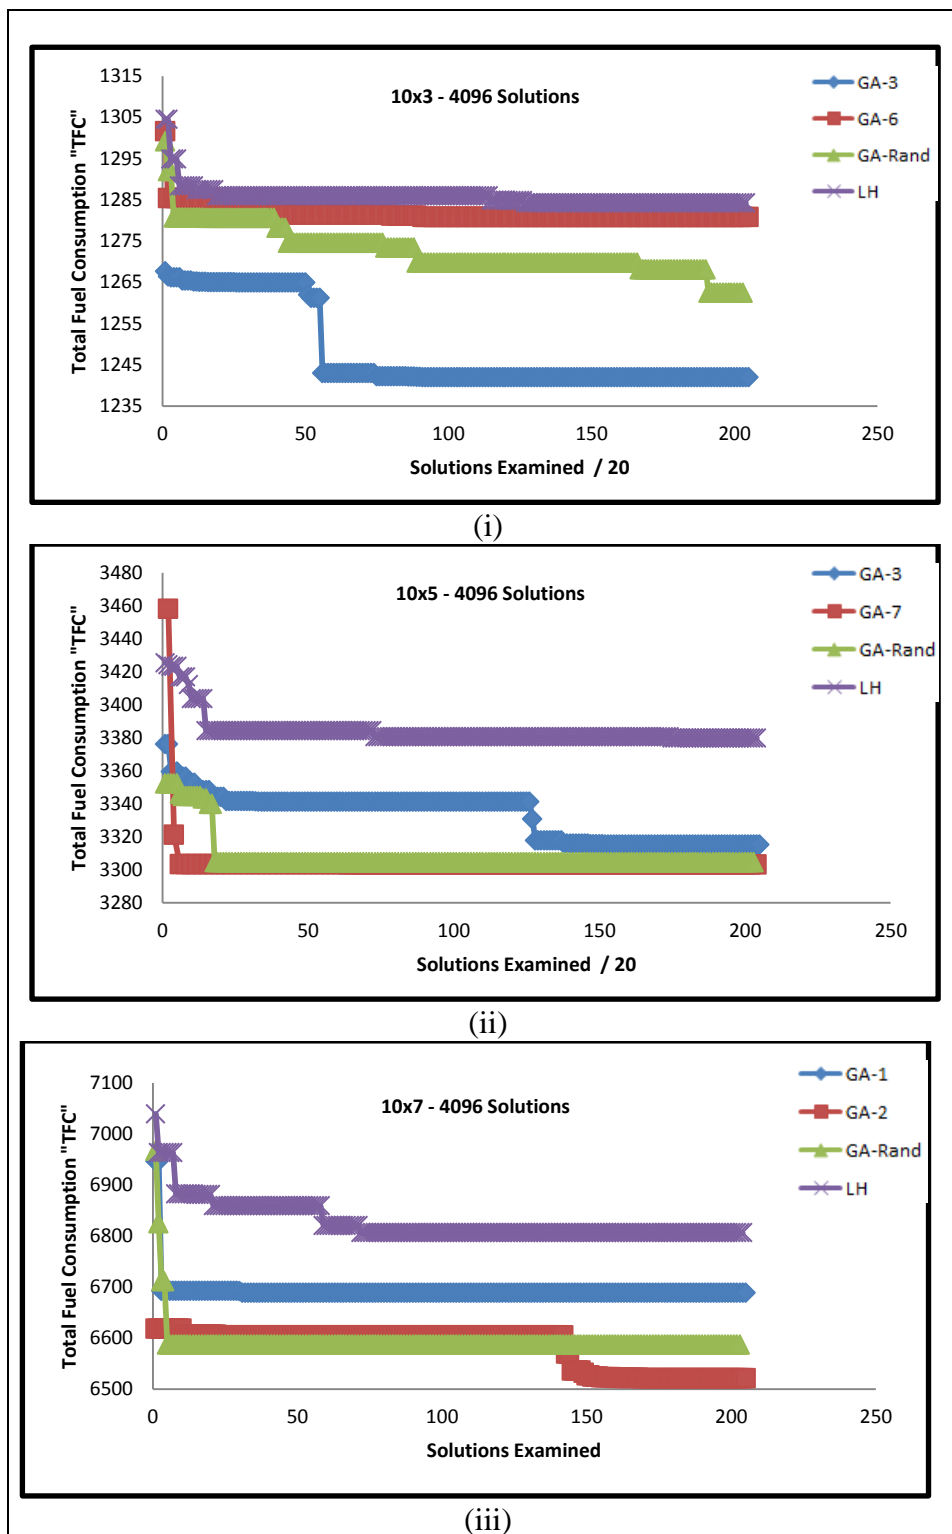 10x3 - 4096 Solutions
Total Fuel Consumption "TFC"
1315
1305
1295
1285
1275
1265
1255
1245
1235
0 50 100 150 200 250
Solutions Examined / 20
GA-3
GA-6
GA-Rand
LH
(i)
10x5 - 4096 Solutions
Total Fuel Consumption "TFC"
3480
3460
3440
3420
3400
3380
3360
3340
3320
3300
3280
0 50 100 150 200 250
Solutions Examined / 20
GA-3
GA-7
GA-Rand
LH
(ii)
10x7 - 4096 Solutions
Total Fuel Consumption "TFC"
7100
7000
6900
6800
6700
6600
6500
0 50 100 150 200 250
Solutions Examined
GA-1
GA-2
GA-Rand
LH
(iii)